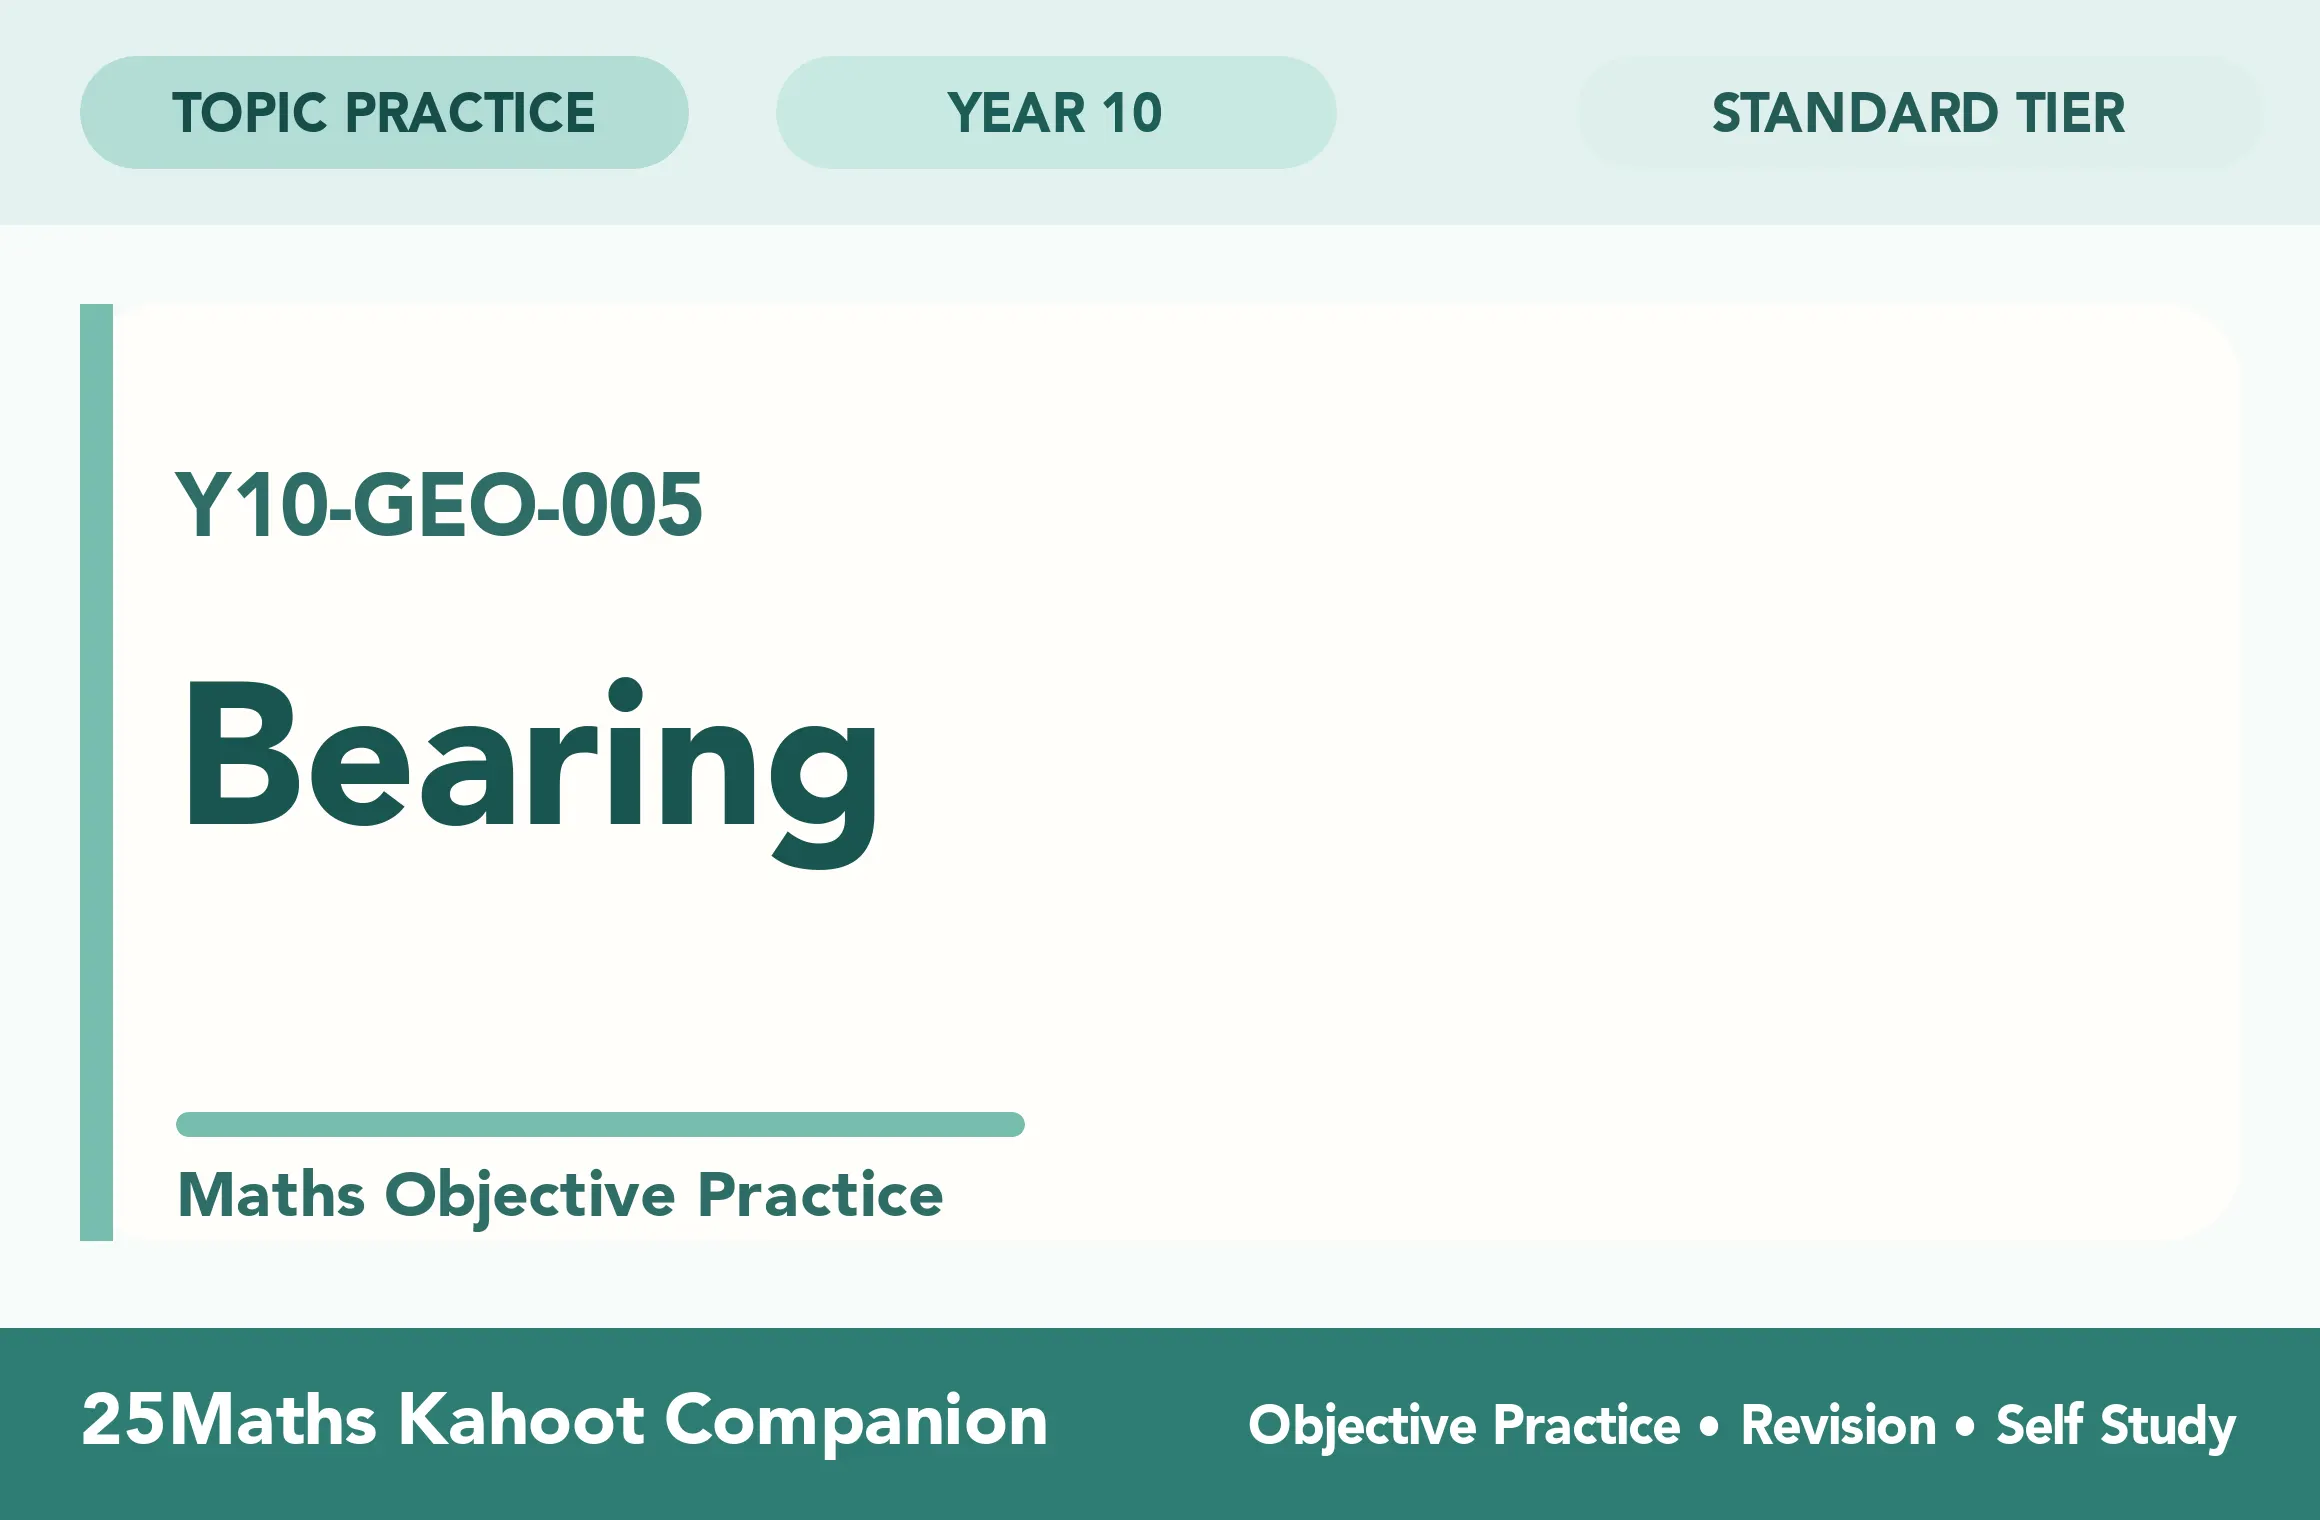 TOPIC PRACTICE
YEAR 10
STANDARD TIER
Y10-GEO-005
Bearing
Maths Objective Practice
25Maths Kahoot Companion
Objective Practice • Revision • Self Study